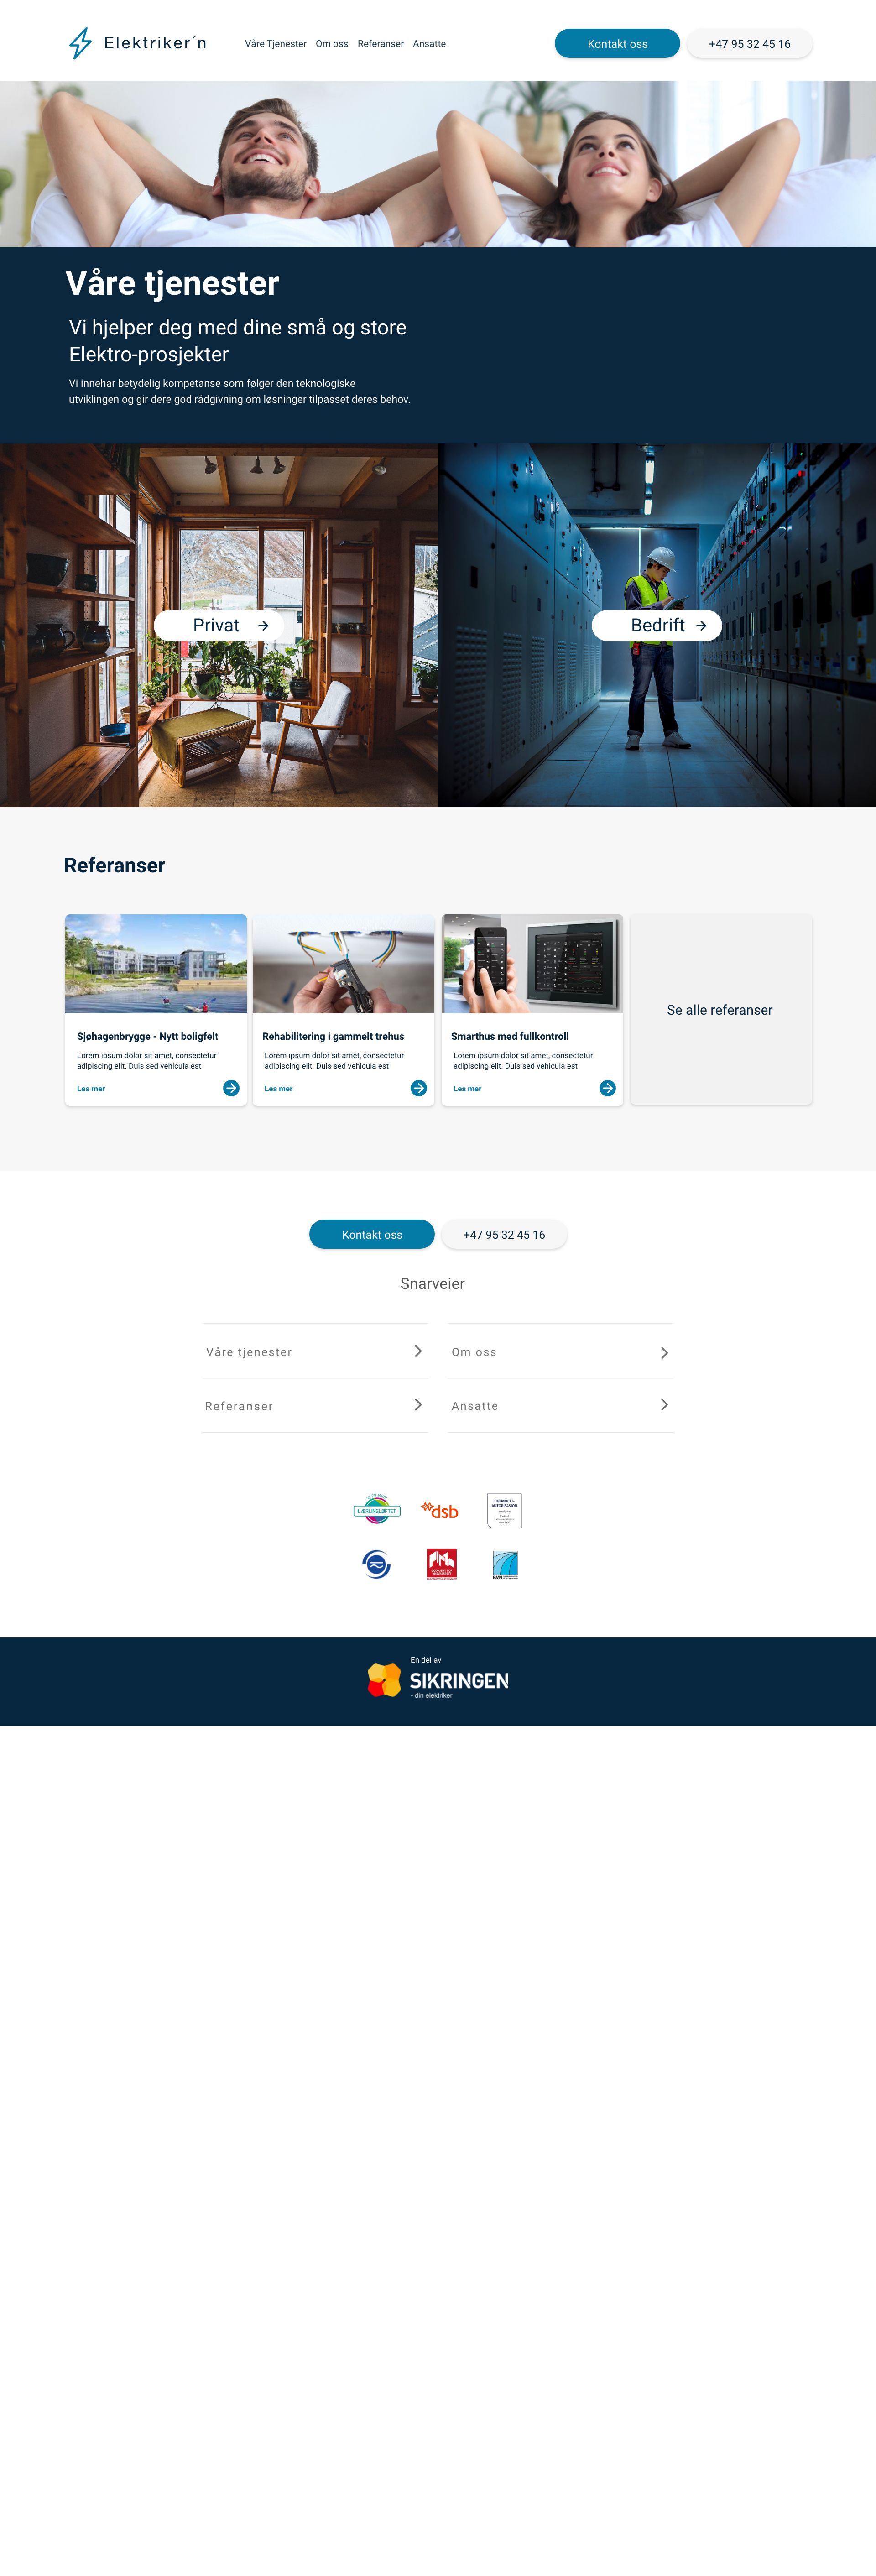 Elektriker´n
Våre Tjenester
Om oss
Referanser
Ansatte
Kontakt oss
+47 95 32 45 16
Våre tjenester
Vi hjelper deg med dine små og store
Elektro-prosjekter
Vi innehar betydelig kompetanse som følger den teknologiske
utviklingen og gir dere god rådgivning om løsninger tilpasset deres behov.
Privat
Bedrift
Referanser
Sjøhagenbrygge - Nytt boligfelt
Lorem ipsum dolor sit amet, consectetur
adipiscing elit. Duis sed vehicula est
Les mer
Rehabilitering i gammelt trehus
Lorem ipsum dolor sit amet, consectetur
adipiscing elit. Duis sed vehicula est
Les mer
Smarthus med fullkontroll
Lorem ipsum dolor sit amet, consectetur
adipiscing elit. Duis sed vehicula est
Les mer
Se alle referanser
Kontakt oss
+47 95 32 45 16
Snarveier
Våre tjenester
Om oss
Referanser
Ansatte
LÆRLINGLØFTET
dsb
En del av
SIKRINGEN
- din elektriker